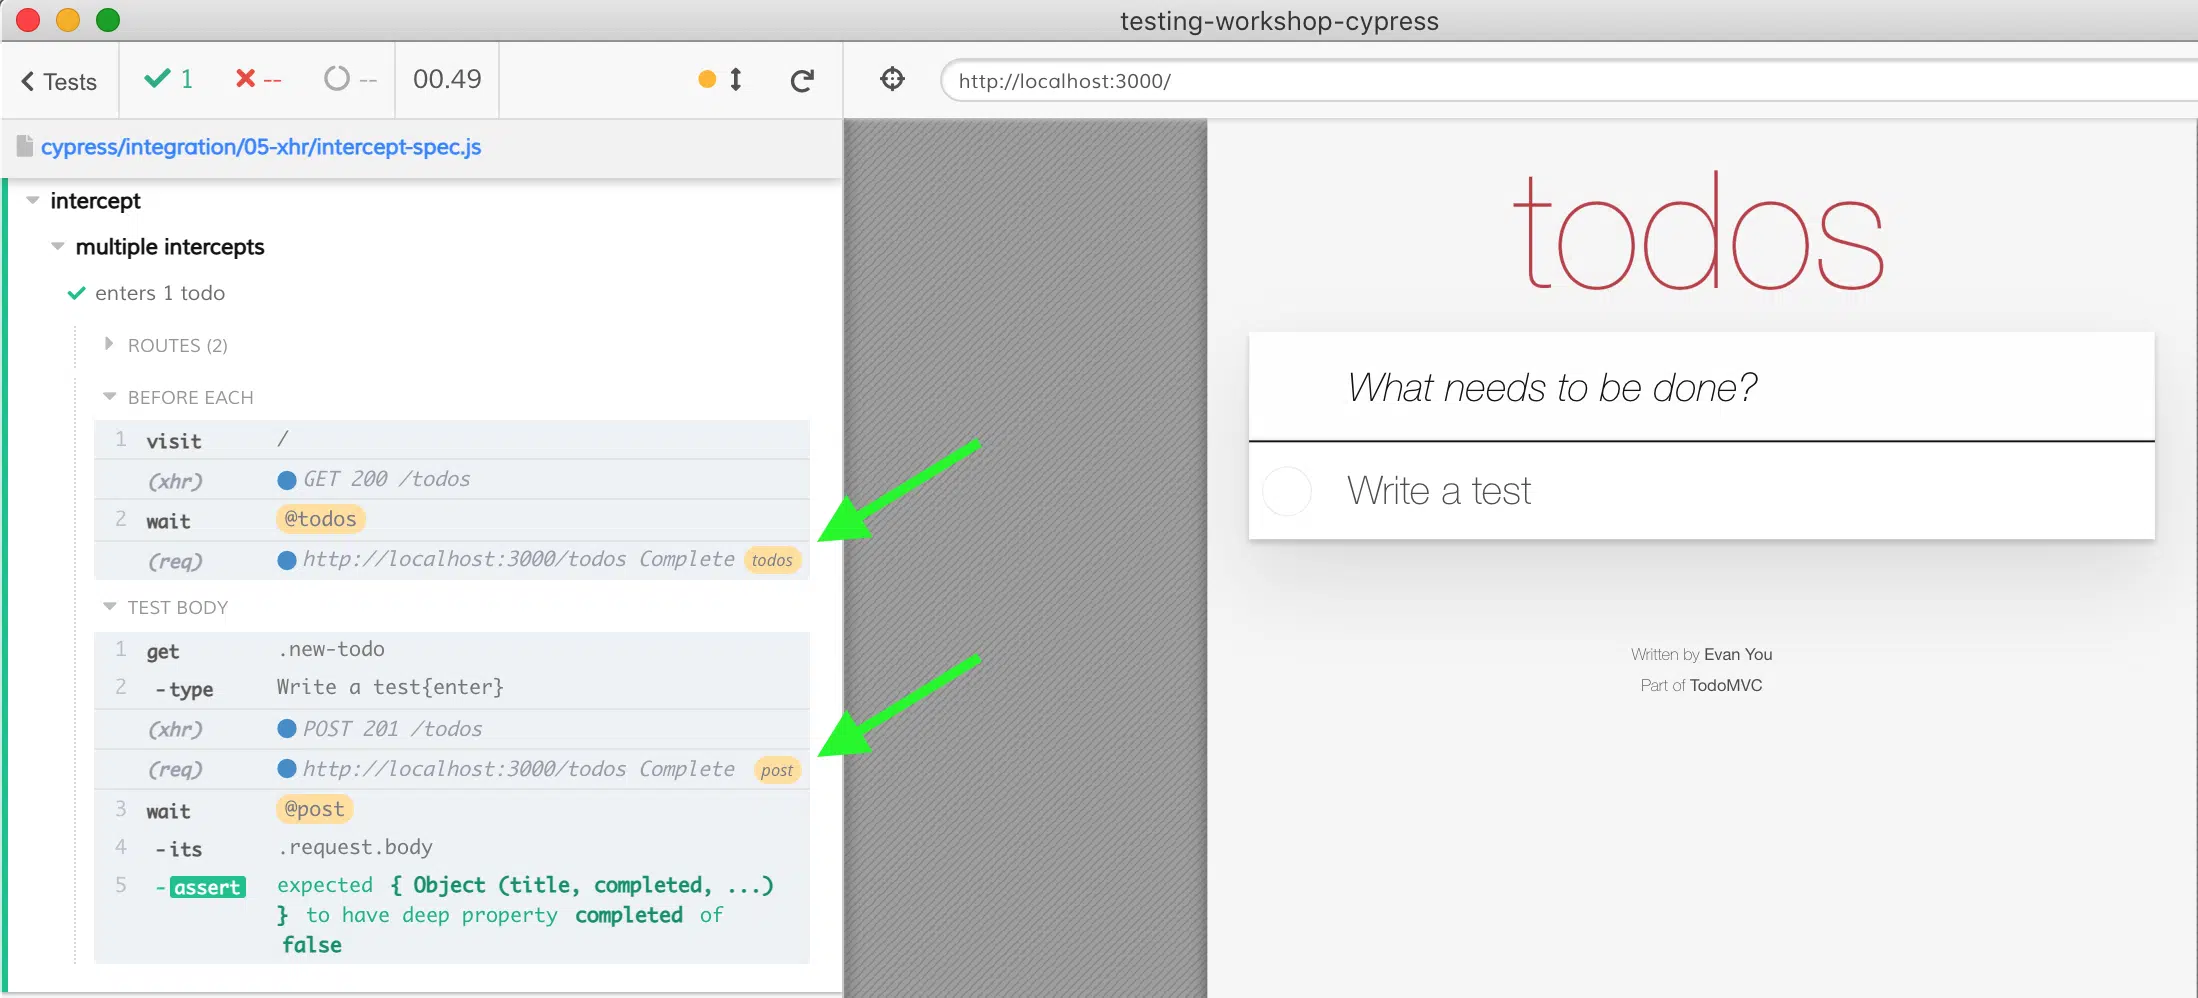 testing-workshop-cypress
Tests 1 -- -- 00.49
http://localhost:3000/
cypress/integration/05-xhr/intercept-spec.js
intercept
multiple intercepts
enters 1 todo
ROUTES (2)
BEFORE EACH
1 visit /
(xhr) GET 200 /todos
2 wait @todos
(req) http://localhost:3000/todos Complete todos
TEST BODY
1 get .new-todo
2 -type Write a test{enter}
(xhr) POST 201 /todos
(req) http://localhost:3000/todos Complete post
3 wait @post
4 -its .request.body
5 -assert expected { Object (title, completed, ...)
} to have deep property completed of
false
todos
What needs to be done?
Write a test
Written by Evan You
Part of TodoMVC